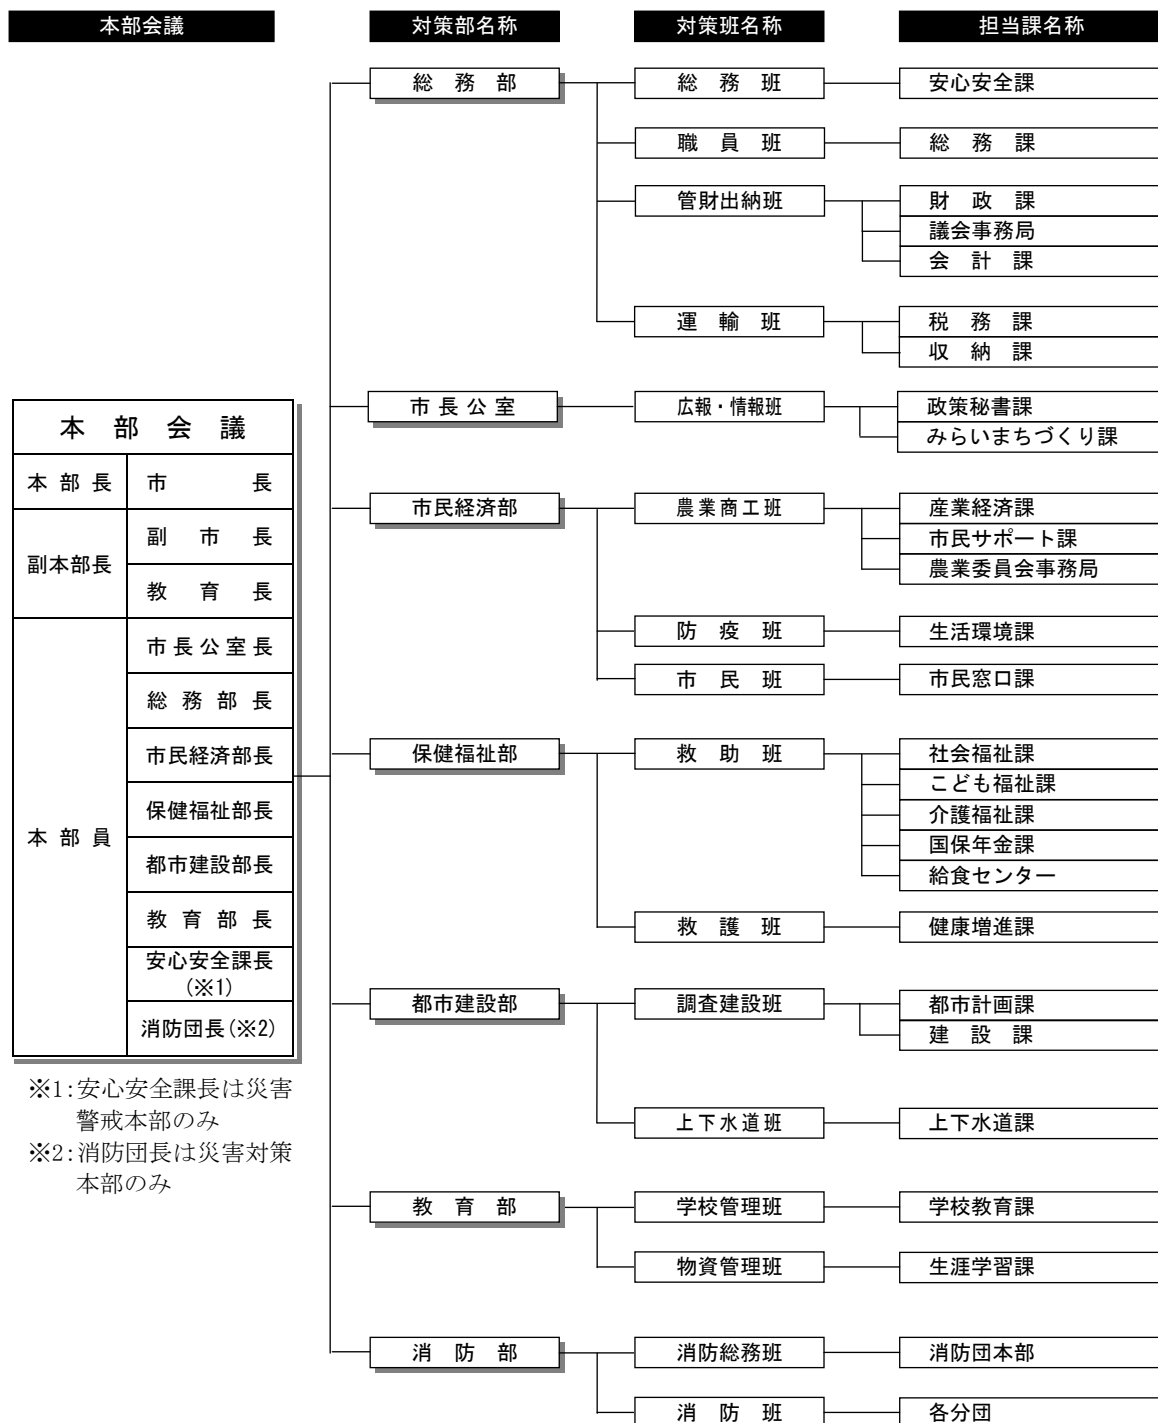 本部会議
対策部名称
対策班名称
担当課名称
総務部
総務班
安心安全課
職員班
総務課
管財出納班
財政課
議会事務局
会計課
運輸班
税務課
収納課
市長公室
広報・情報班
政策秘書課
みらいまちづくり課
市民経済部
農業商工班
産業経済課
市民サポート課
農業委員会事務局
防疫班
生活環境課
市民班
市民窓口課
保健福祉部
救助班
社会福祉課
こども福祉課
介護福祉課
国保年金課
給食センター
救護班
健康増進課
都市建設部
調査建設班
都市計画課
建設課
上下水道班
上下水道課
教育部
学校管理班
学校教育課
物資管理班
生涯学習課
消防部
消防総務班
消防団本部
消防班
各分団
本部会議
本部長
市長
副本部長
副市長
教育長
本部員
市長公室長
総務部長
市民経済部長
保健福祉部長
都市建設部長
教育部長
安心安全課長
(※1)
消防団長(※2)
※1:安心安全課長は災害
警戒本部のみ
※2:消防団長は災害対策
本部のみ